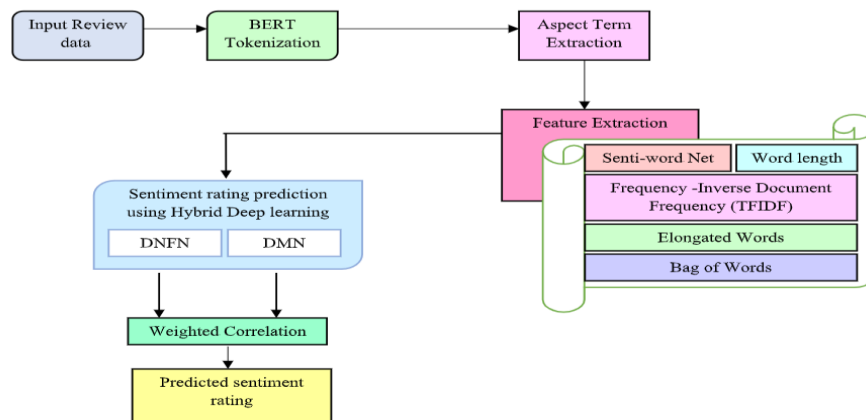 Input Review
data
BERT
Tokenization
Aspect Term
Extraction
Feature Extraction
Senti-word Net
Word length
Frequency -Inverse Document
Frequency (TFIDF)
Elongated Words
Bag of Words
Sentiment rating prediction
using Hybrid Deep learning
DNFN
DMN
Weighted Correlation
Predicted sentiment
rating